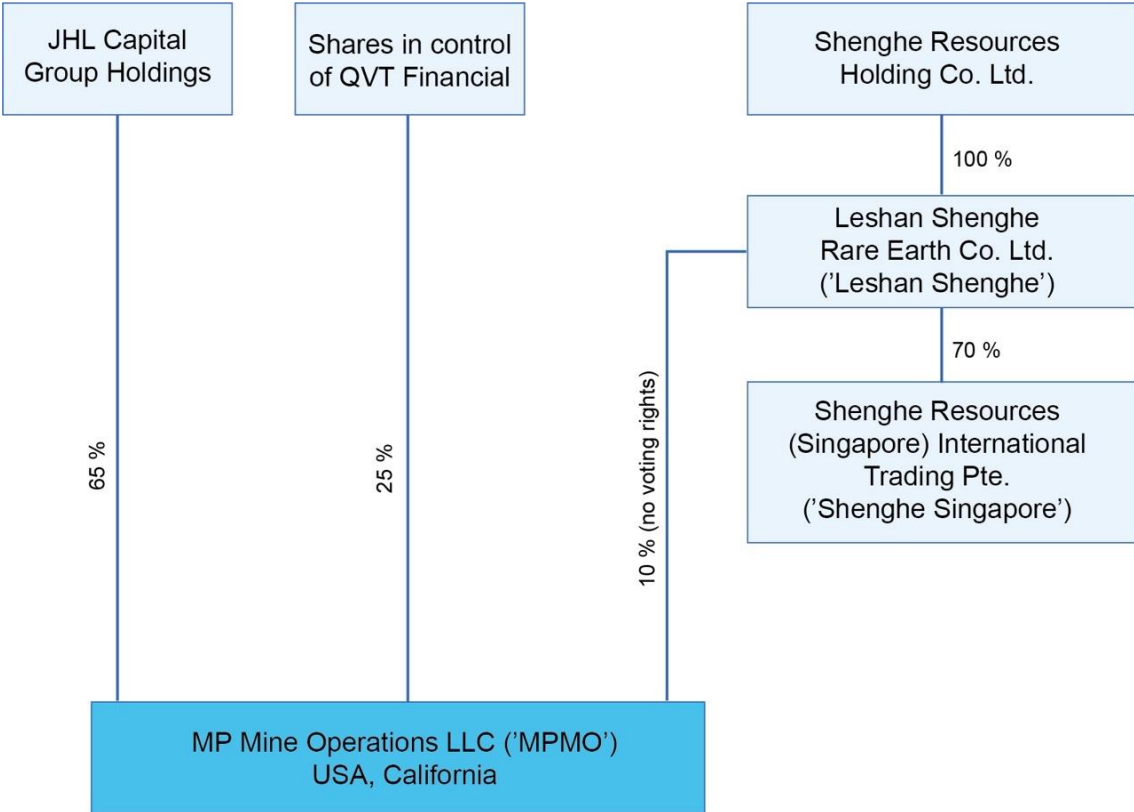 JHL Capital
Group Holdings
Shares in control
of QVT Financial
Shenghe Resources
Holding Co. Ltd.
100 %
Leshan Shenghe
Rare Earth Co. Ltd.
(’Leshan Shenghe’)
70 %
Shenghe Resources
(Singapore) International
Trading Pte.
(’Shenghe Singapore’)
65 %
25 %
10 % (no voting rights)
MP Mine Operations LLC (’MPMO’)
USA, California